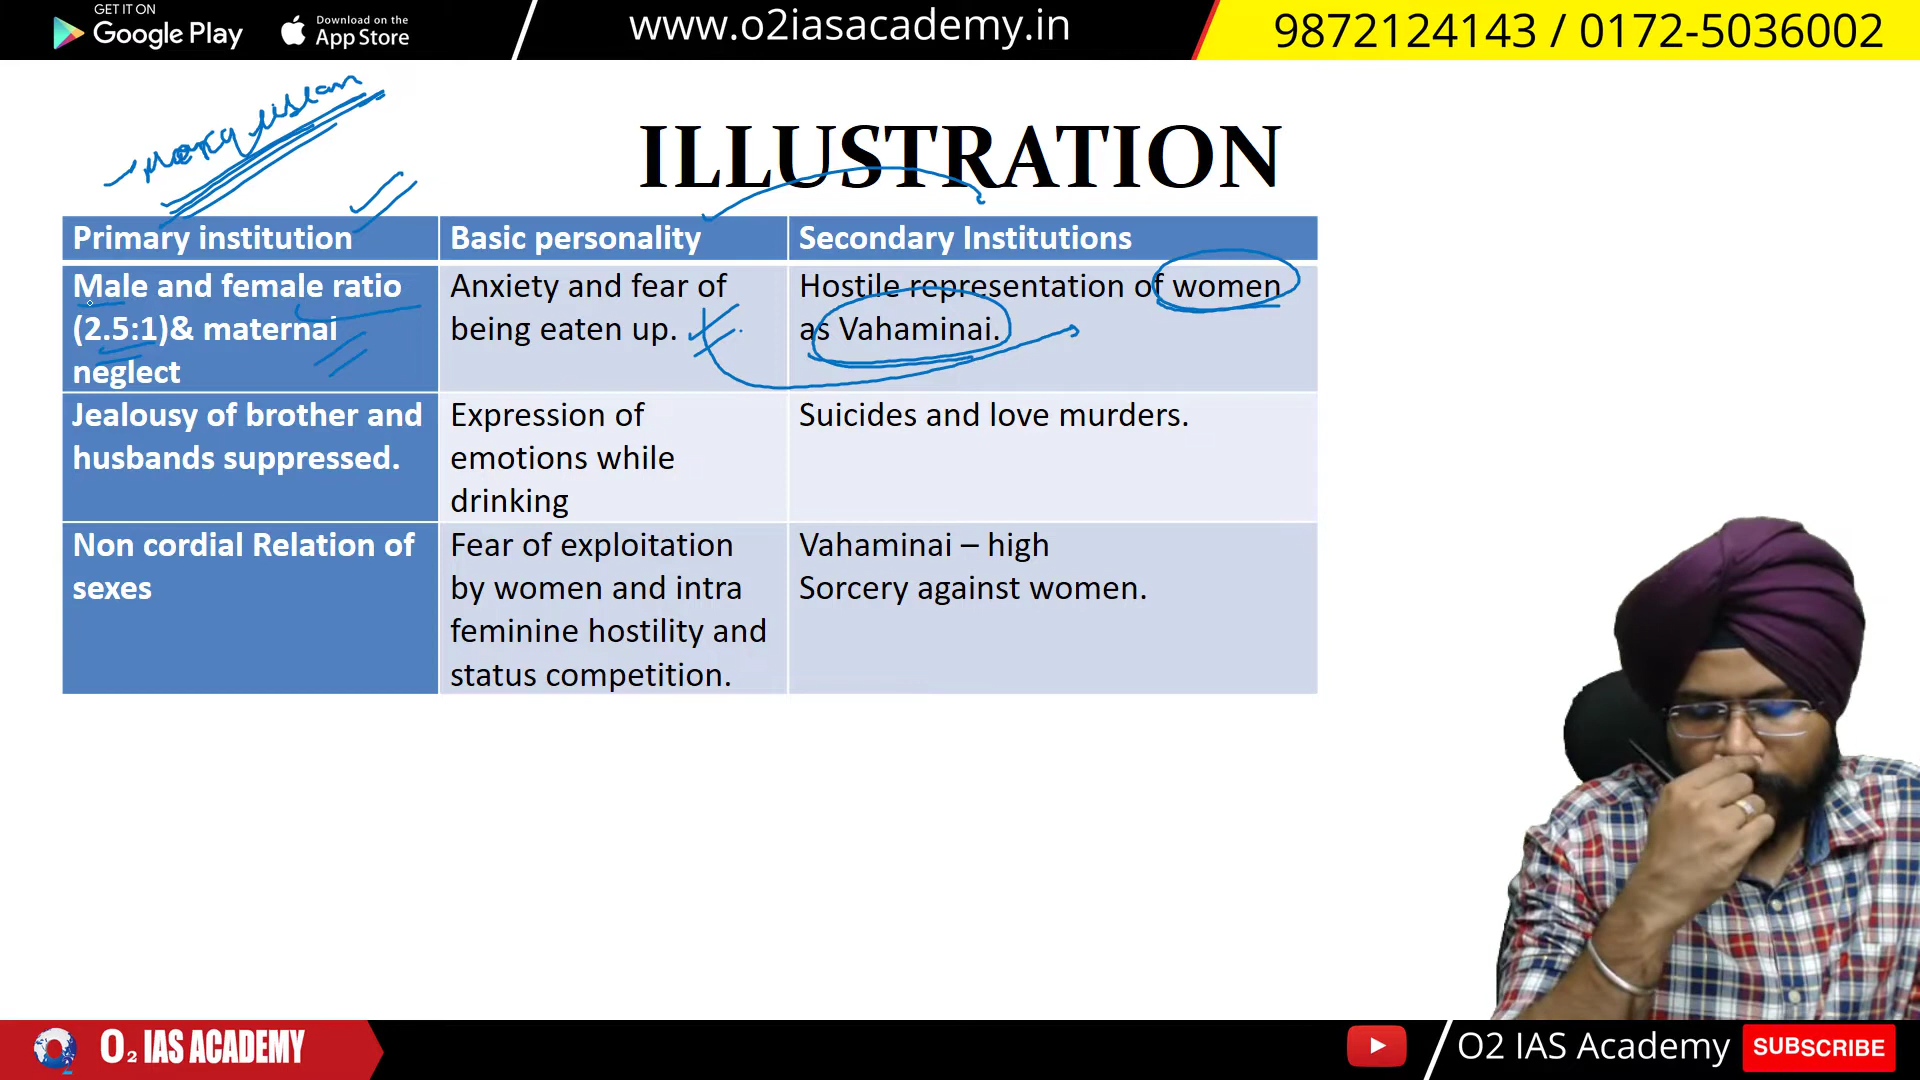 GET IT ON
Google Play
Download on the
App Store
www.o2iasacademy.in
9872124143 / 0172-5036002
ILLUSTRATION
Primary institution
Basic personality
Secondary Institutions
Male and female ratio
(2.5:1)& maternal
neglect
Anxiety and fear of
being eaten up.
Hostile representation of women
as Vahaminai.
Jealousy of brother and
husbands suppressed.
Expression of
emotions while
drinking
Suicides and love murders.
Non cordial Relation of
sexes
Fear of exploitation
by women and intra
feminine hostility and
status competition.
Vahaminai – high
Sorcery against women.
O2 IAS ACADEMY
O2 IAS Academy
SUBSCRIBE